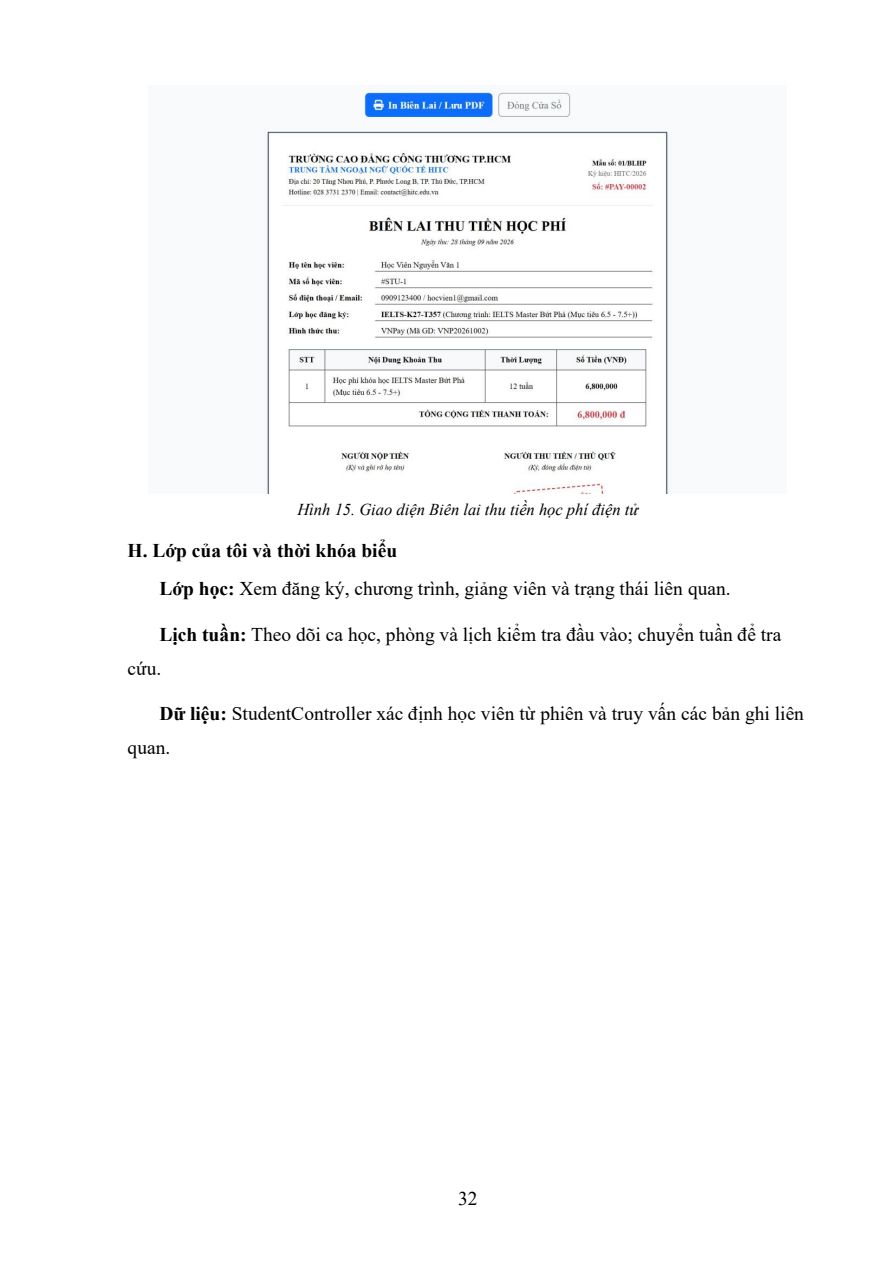 In Biên Lai / Lưu PDF
Đóng Cửa Sổ
TRƯỜNG CAO ĐẲNG CÔNG THƯƠNG TP.HCM
TRUNG TÂM NGOẠI NGỮ QUỐC TẾ HITC
Địa chỉ: 20 Tăng Nhơn Phú, P. Phước Long B, TP. Thủ Đức, TP.HCM
Hotline: 028 3731 2370 | Email: contact@hitc.edu.vn
Mẫu số: 01/BLHP
Ký hiệu: HITC/2026
Số: #PAY-00002
BIÊN LAI THU TIỀN HỌC PHÍ
Ngày thu: 28 tháng 09 năm 2026
Họ tên học viên: Học Viên Nguyễn Văn 1
Mã số học viên: #STU-1
Số điện thoại / Email: 0909123400 / hocvien1@gmail.com
Lớp học đăng ký: IELTS-K27-T357 (Chương trình: IELTS Master Bứt Phá (Mục tiêu 6.5 - 7.5+))
Hình thức thu: VNPay (Mã GD: VNP20261002)
STT Nội Dung Khoản Thu Thời Lượng Số Tiền (VNĐ)
1 Học phí khóa học IELTS Master Bứt Phá (Mục tiêu 6.5 - 7.5+) 12 tuần 6,800,000
TỔNG CỘNG TIỀN THANH TOÁN: 6,800,000 đ
NGƯỜI NỘP TIỀN
(Ký và ghi rõ họ tên)
NGƯỜI THU TIỀN / THỦ QUỸ
(Ký, đóng dấu điện tử)
Hình 15. Giao diện Biên lai thu tiền học phí điện tử
H. Lớp của tôi và thời khóa biểu
Lớp học: Xem đăng ký, chương trình, giảng viên và trạng thái liên quan.
Lịch tuần: Theo dõi ca học, phòng và lịch kiểm tra đầu vào; chuyển tuần để tra
cứu.
Dữ liệu: StudentController xác định học viên từ phiên và truy vấn các bản ghi liên
quan.
32